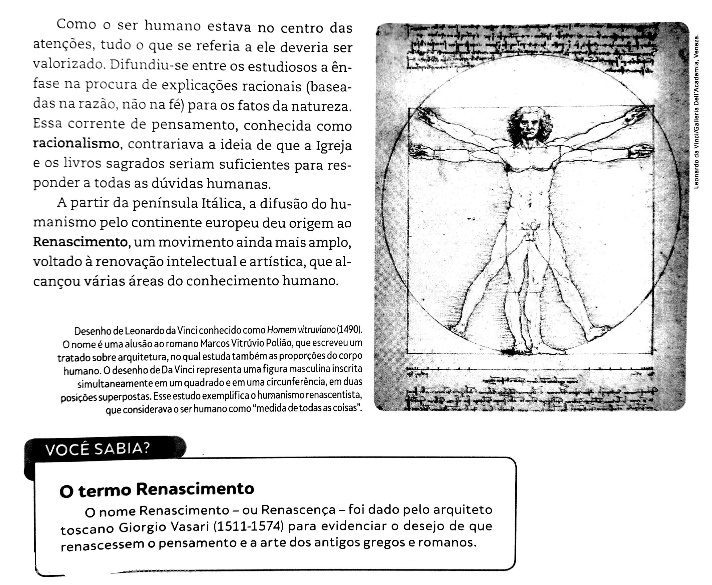 Como o ser humano estava no centro das
atenções, tudo o que se referia a ele deveria ser
valorizado. Difundiu-se entre os estudiosos a ên-
fase na procura de explicações racionais (basea-
das na razão, não na fé) para os fatos da natureza.
Essa corrente de pensamento, conhecida como
racionalismo, contrariava a ideia de que a Igreja
e os livros sagrados seriam suficientes para res-
ponder a todas as dúvidas humanas.
A partir da península Itálica, a difusão do hu-
manismo pelo continente europeu deu origem ao
Renascimento, um movimento ainda mais amplo,
voltado à renovação intelectual e artística, que al-
cançou várias áreas do conhecimento humano.
Leonardo da Vinci/Galleria Dell'Academia, Veneza
Desenho de Leonardo da Vinci conhecido como Homem vitruviano (1490).
O nome é uma alusão ao romano Marcos Vitrúvio Polião, que escreveu um
tratado sobre arquitetura, no qual estuda também as proporções do corpo
humano. O desenho de Da Vinci representa uma figura masculina inscrita
simultaneamente em um quadrado e em uma circunferência, em duas
posições superpostas. Esse estudo exemplifica o humanismo renascentista,
que considerava o ser humano como "medida de todas as coisas".
VOCÊ SABIA?
O termo Renascimento
O nome Renascimento – ou Renascença – foi dado pelo arquiteto
toscano Giorgio Vasari (1511-1574) para evidenciar o desejo de que
renascessem o pensamento e a arte dos antigos gregos e romanos.